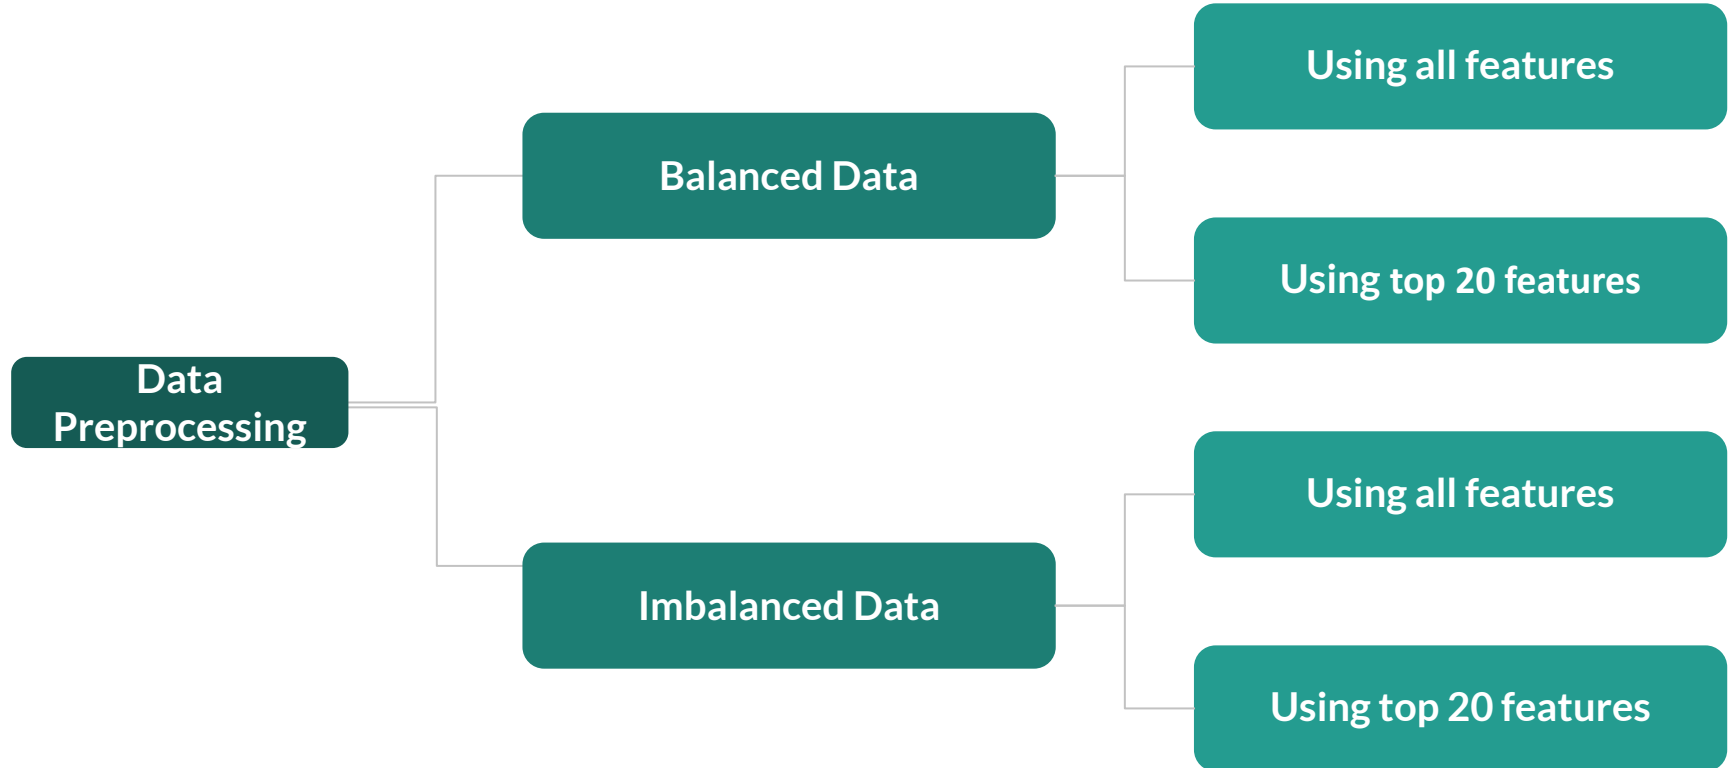 Data
Preprocessing
Balanced Data
Using all features
Using top 20 features
Imbalanced Data
Using all features
Using top 20 features